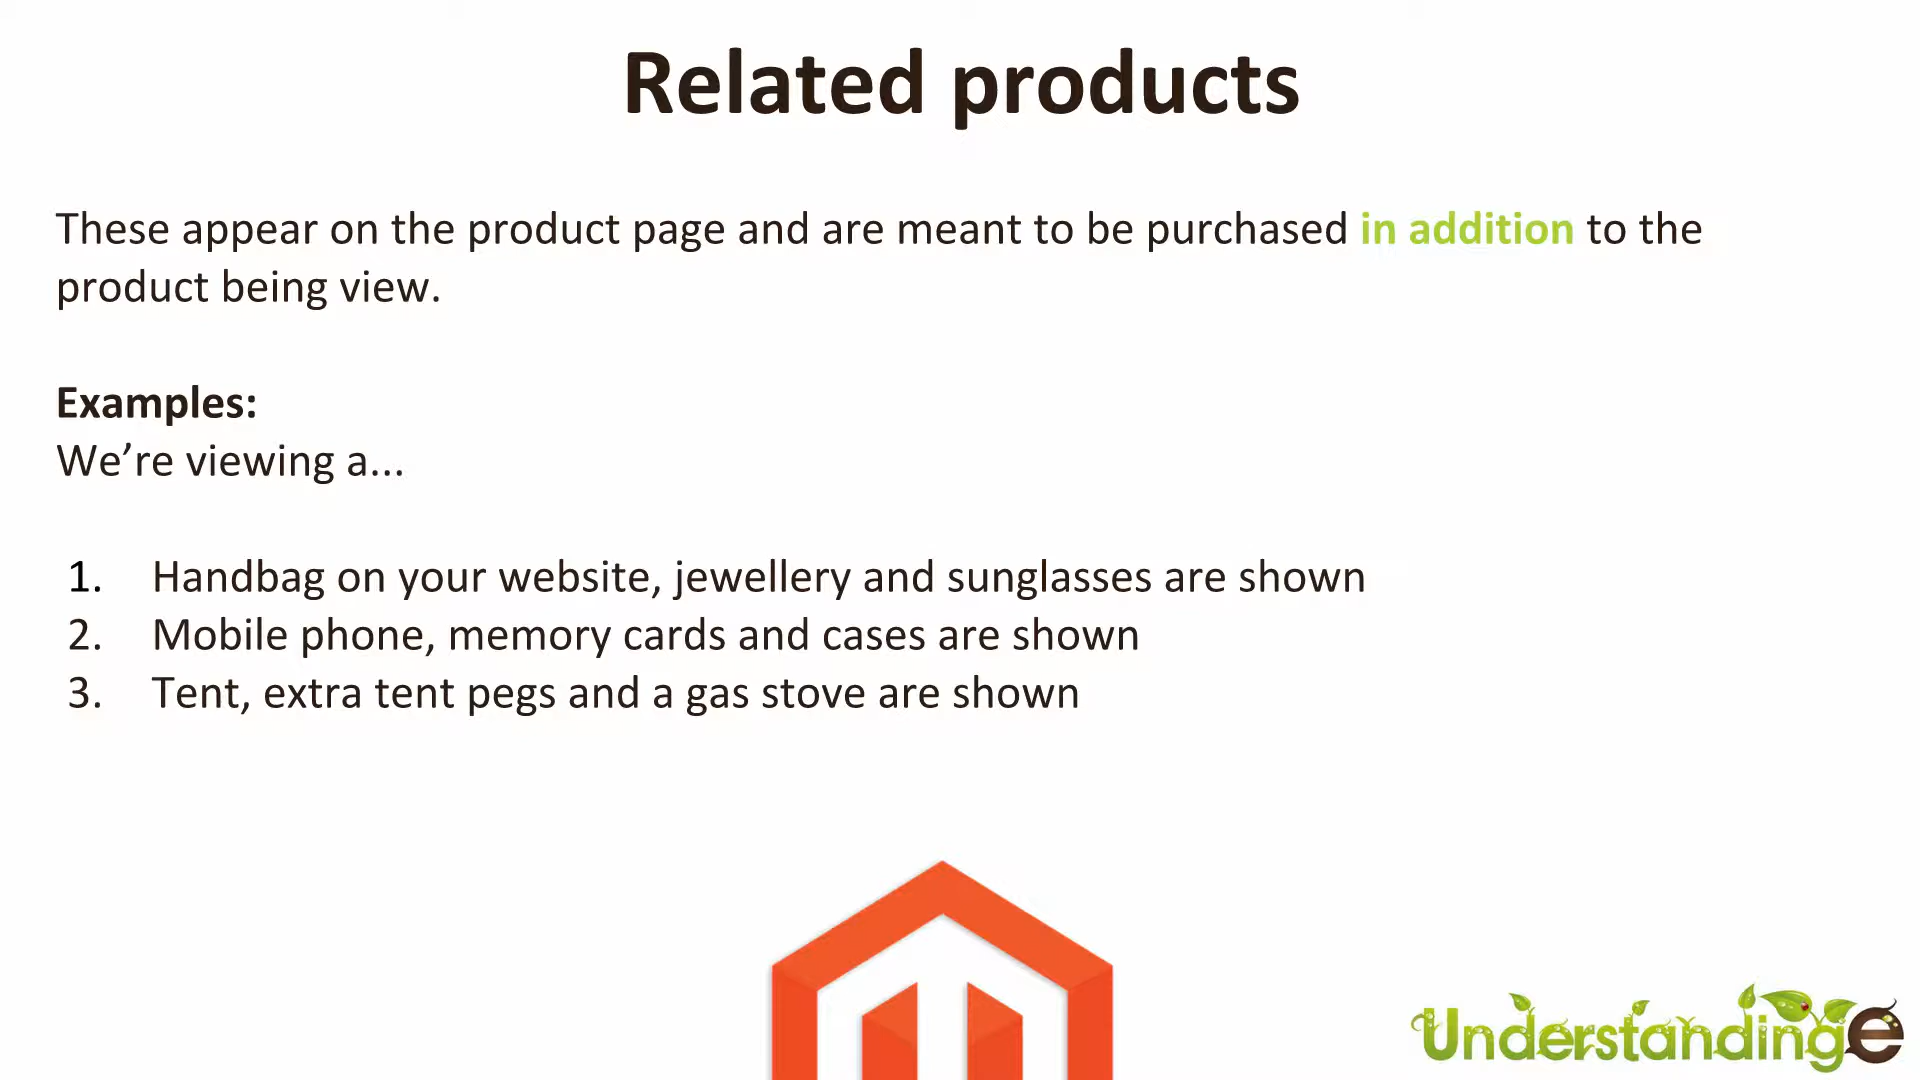 Related products
These appear on the product page and are meant to be purchased in addition to the
product being view.
Examples:
We’re viewing a...
1. Handbag on your website, jewellery and sunglasses are shown
2. Mobile phone, memory cards and cases are shown
3. Tent, extra tent pegs and a gas stove are shown
UnderstandingE